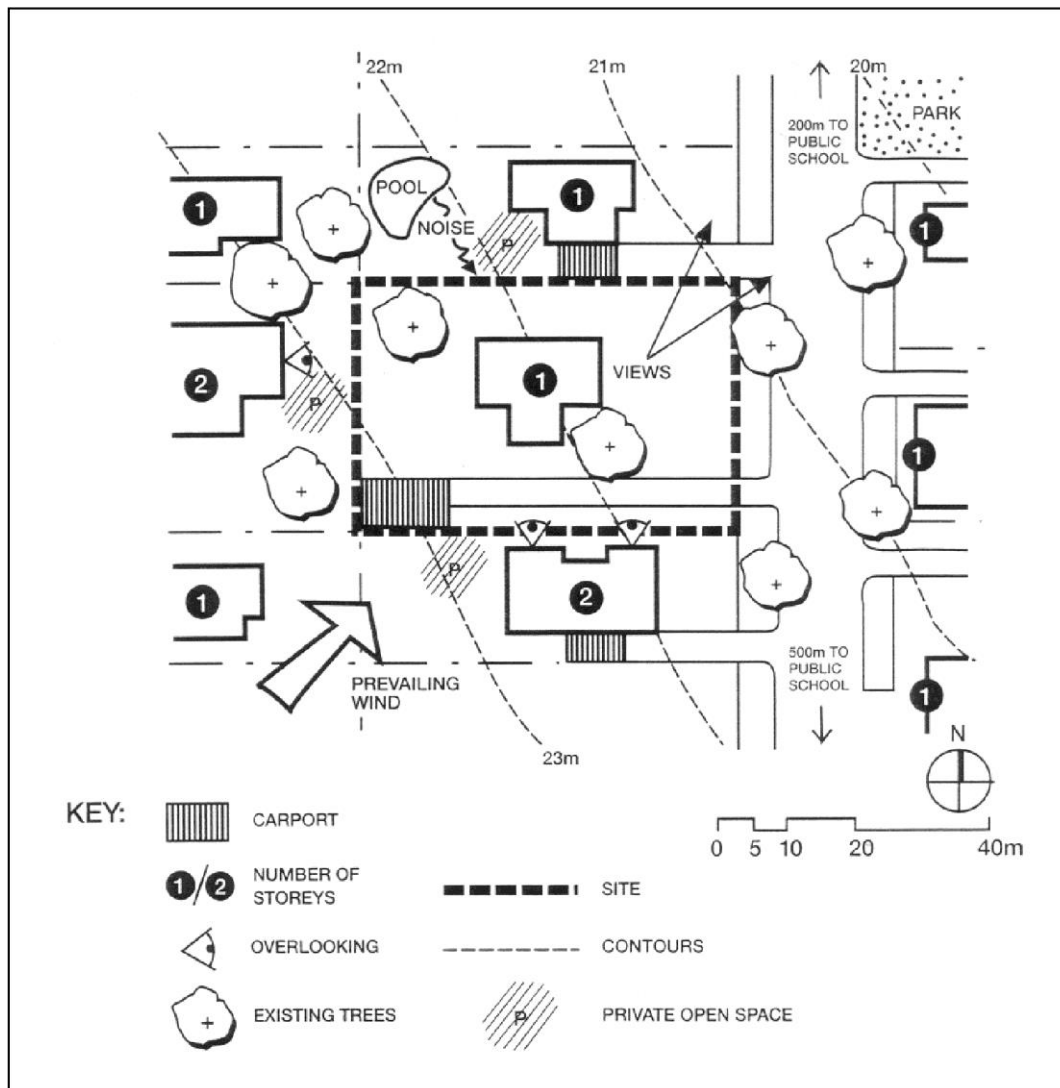 22m
21m
20m
PARK
200m TO
PUBLIC
SCHOOL
1
POOL
1
1
NOISE
P
2
P
VIEWS
1
1
P
1
2
500m TO
PUBLIC
SCHOOL
1
PREVAILING
WIND
23m
N
KEY:
CARPORT
0 5 10 20 40m
1/2
NUMBER OF
STOREYS
SITE
OVERLOOKING
CONTOURS
EXISTING TREES
P
PRIVATE OPEN SPACE